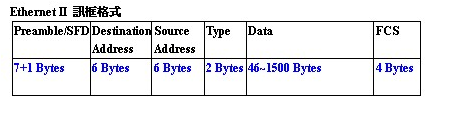 Ethernet II 訊框格式
Preamble/SFD Destination Address Source Address Type Data FCS
7+1 Bytes 6 Bytes 6 Bytes 2 Bytes 46~1500 Bytes 4 Bytes